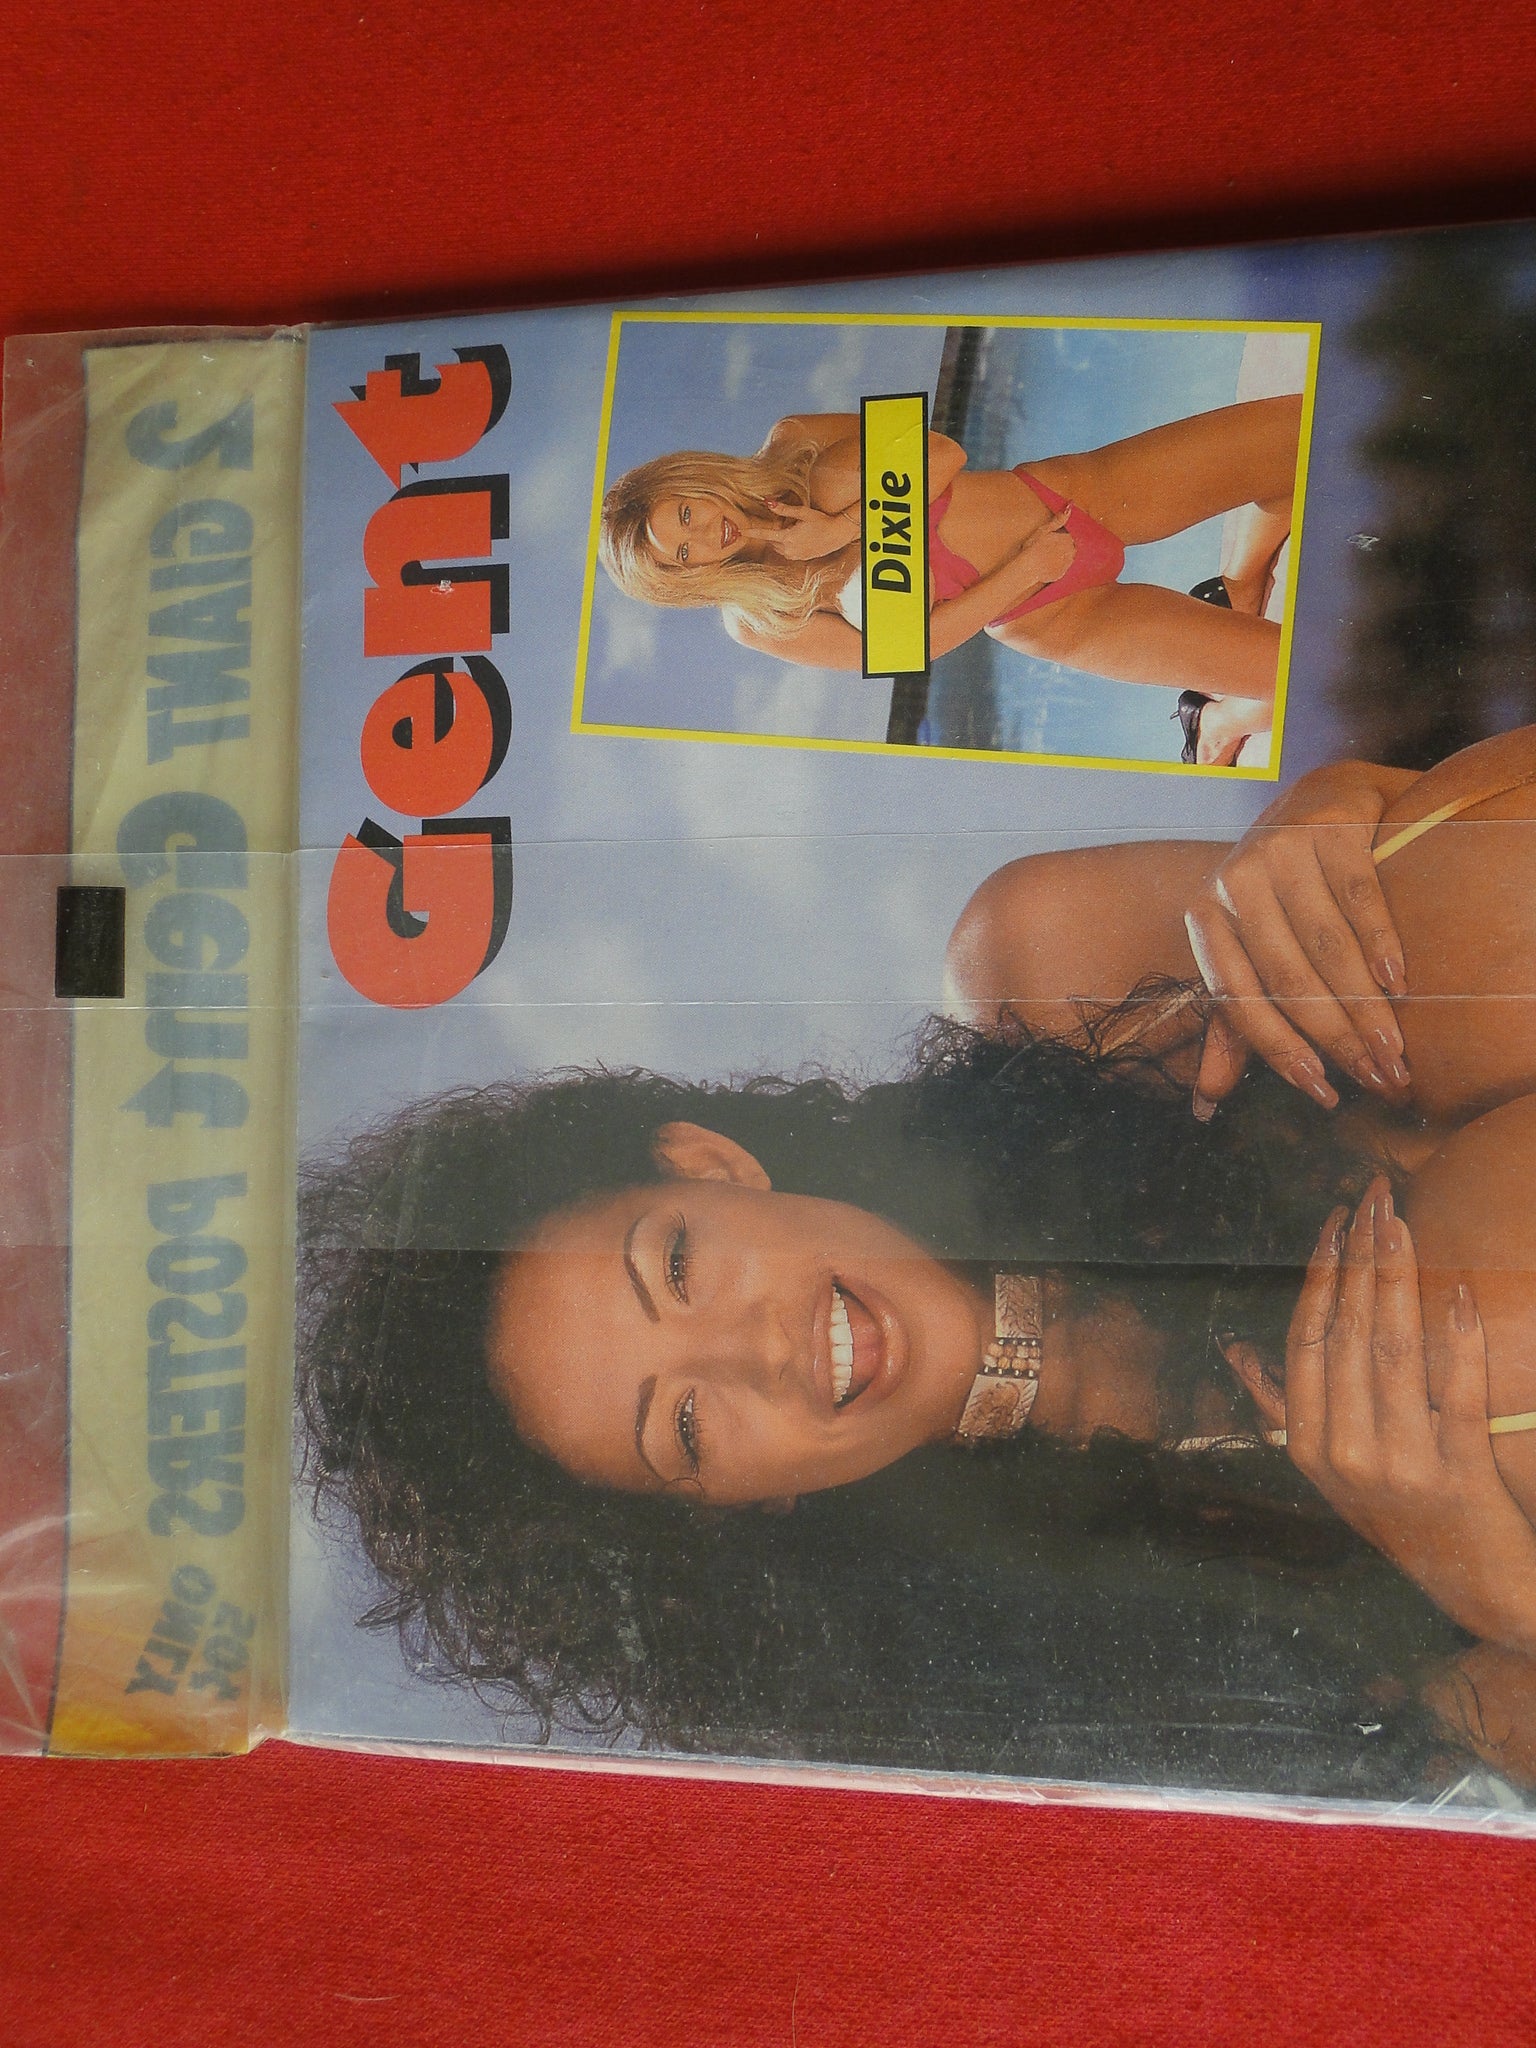 2 GIANT Gent POSTERS ONLY 50¢
Gent
Dixie